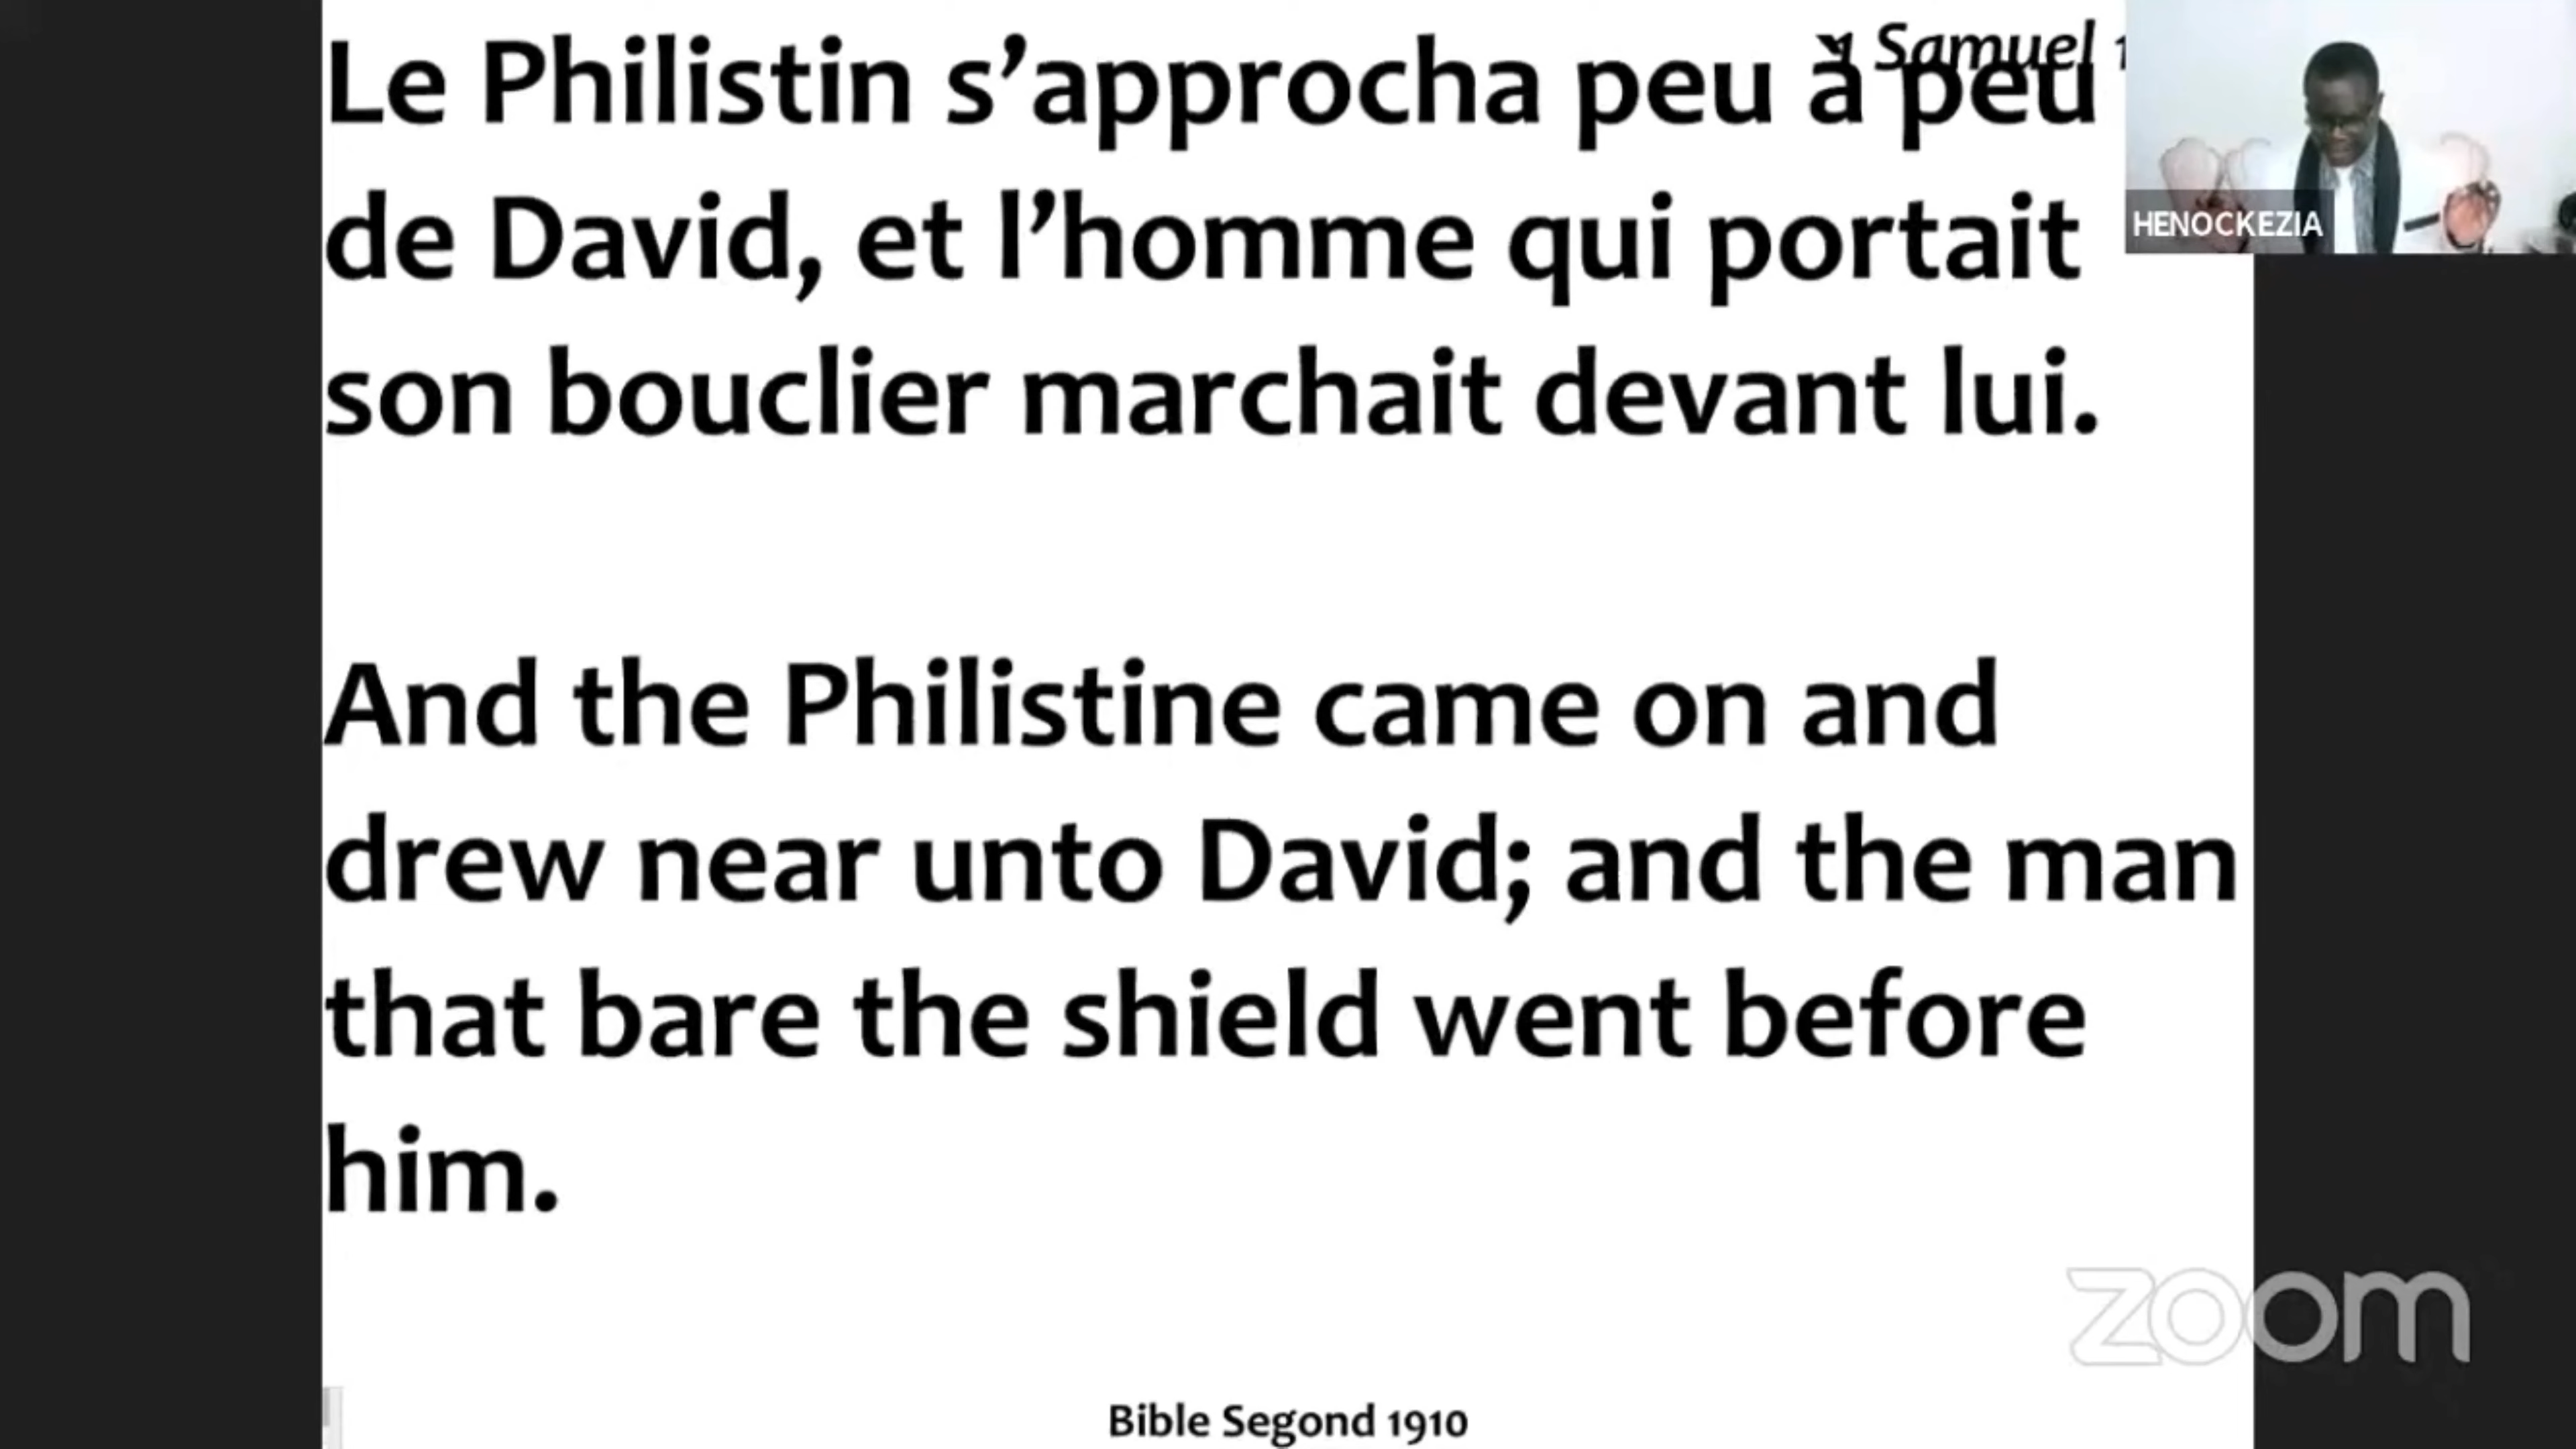 Samuel
Le Philistin s’approcha peu à peu
de David, et l’homme qui portait
son bouclier marchait devant lui.
HENOCKEZIA
And the Philistine came on and
drew near unto David; and the man
that bare the shield went before
him.
zoom
Bible Segond 1910